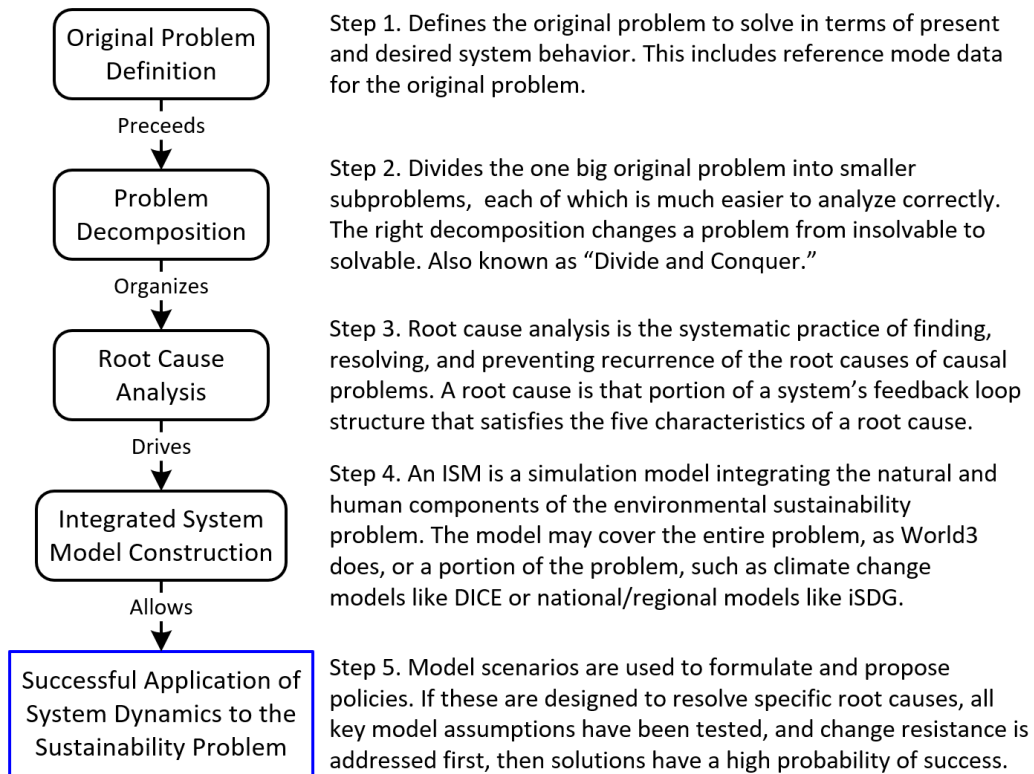 Original Problem
Definition
Step 1. Defines the original problem to solve in terms of present
and desired system behavior. This includes reference mode data
for the original problem.
Preceeds
Problem
Decomposition
Step 2. Divides the one big original problem into smaller
subproblems,  each of which is much easier to analyze correctly.
The right decomposition changes a problem from insolvable to
solvable. Also known as “Divide and Conquer.”
Organizes
Root Cause
Analysis
Step 3. Root cause analysis is the systematic practice of finding,
resolving, and preventing recurrence of the root causes of causal
problems. A root cause is that portion of a system’s feedback loop
structure that satisfies the five characteristics of a root cause.
Drives
Integrated System
Model Construction
Step 4. An ISM is a simulation model integrating the natural and
human components of the environmental sustainability
problem. The model may cover the entire problem, as World3
does, or a portion of the problem, such as climate change
models like DICE or national/regional models like iSDG.
Allows
Successful Application of
System Dynamics to the
Sustainability Problem
Step 5. Model scenarios are used to formulate and propose
policies. If these are designed to resolve specific root causes, all
key model assumptions have been tested, and change resistance is
addressed first, then solutions have a high probability of success.